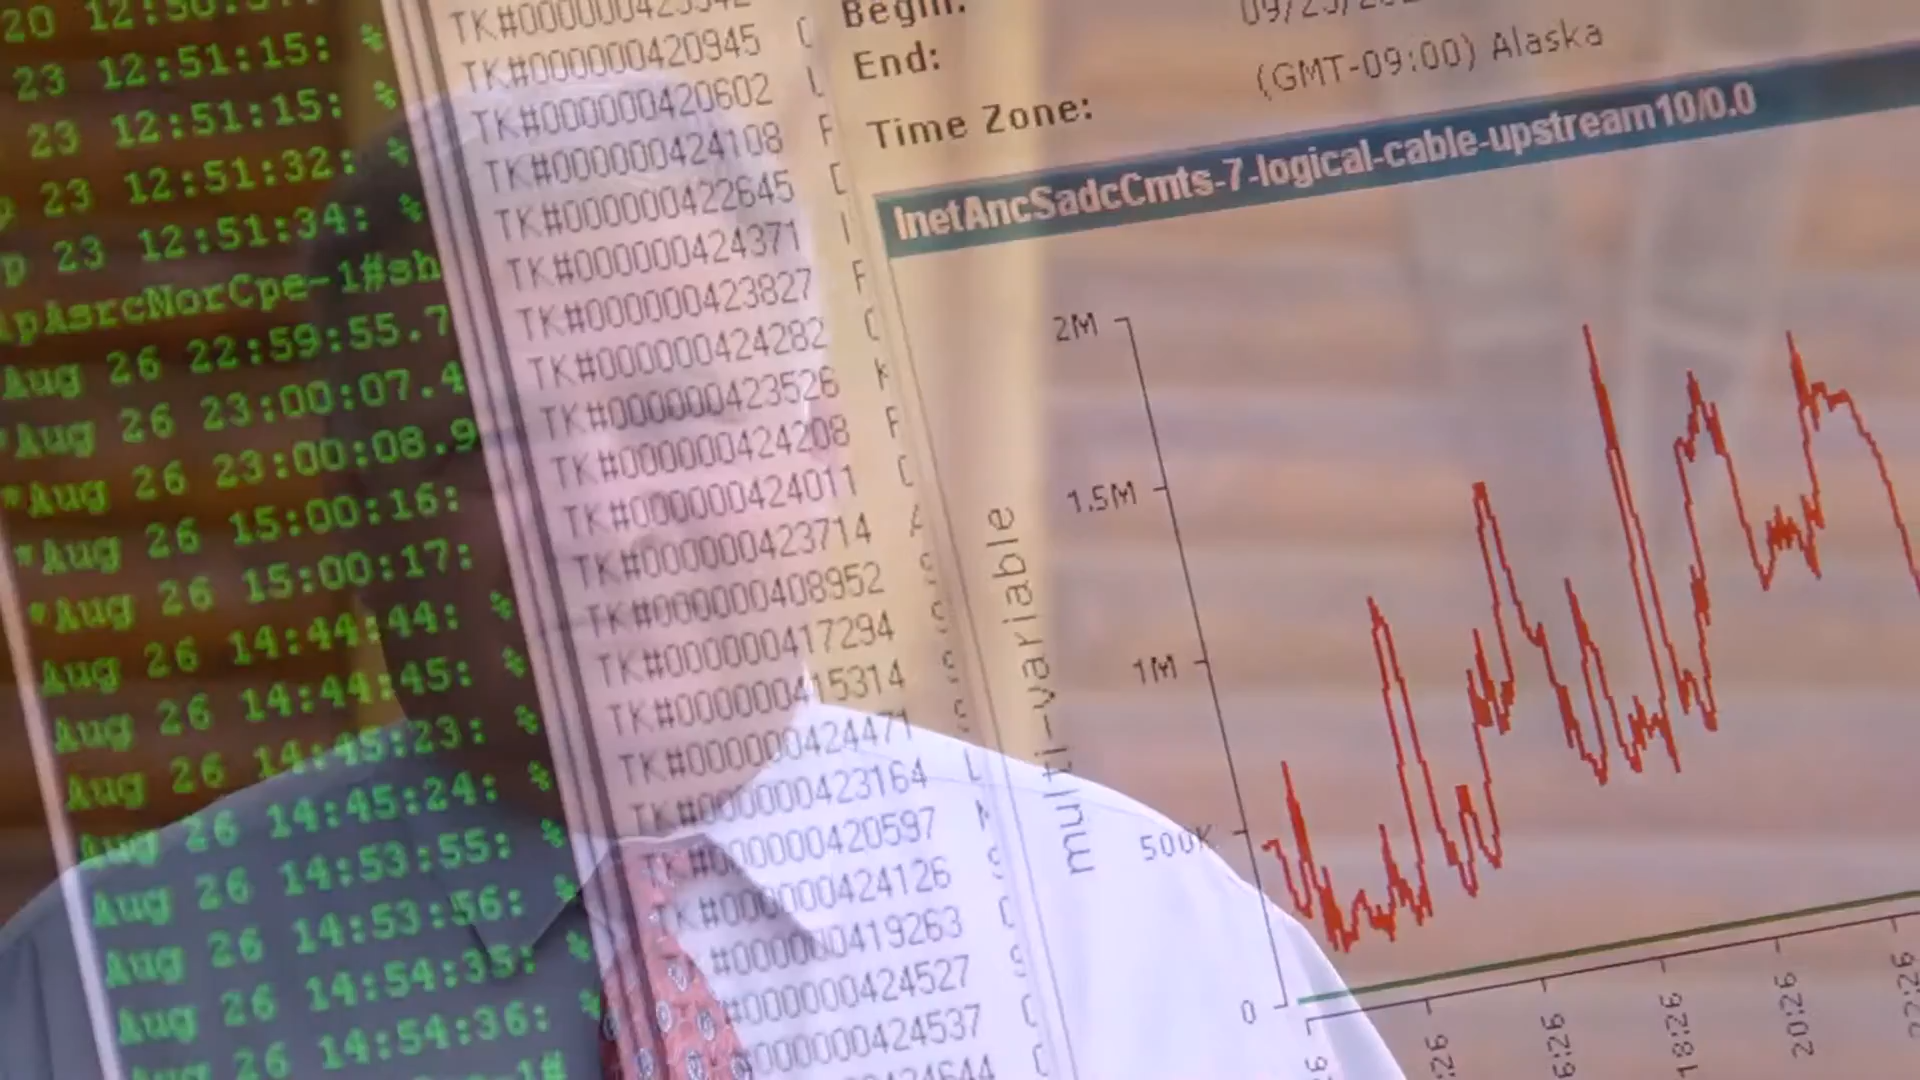 20 12:50:
23 12:51:15: %
23 12:51:15: %
23 12:51:32: %
p 23 12:51:34: %
pAsrcNorCpe-1#sh
Aug 26 22:59:55.7
*Aug 26 23:00:07.4
*Aug 26 23:00:08.9
*Aug 26 15:00:16:
*Aug 26 15:00:17:
Aug 26 14:44:44: %
Aug 26 14:44:45: %
Aug 26 14:45:23: %
Aug 26 14:45:24: %
Aug 26 14:53:55: %
Aug 26 14:53:56: %
Aug 26 14:54:35: %
Aug 26 14:54:36: %
-1#
TK#000000420945
TK#000000420602
TK#000000424108 F
TK#000000422645
TK#000000424371
TK#000000423827 F
TK#000000424282
TK#000000423526
TK#000000424208 F
TK#000000424011
TK#000000423714
TK#000000408952
TK#000000417294
TK#000000415314
TK#000000424471
TK#000000423164
TK#000000420597
TK#000000424126
#000000419263
#000000424527
#000000424537
Begin:
End:
(GMT-09:00) Alaska
Time Zone:
InetAncSadcCmts-7-logical-cable-upstream10/0.0
multi-variable
2M
1.5M
1M
500K
0
18:26
20:26
22:26